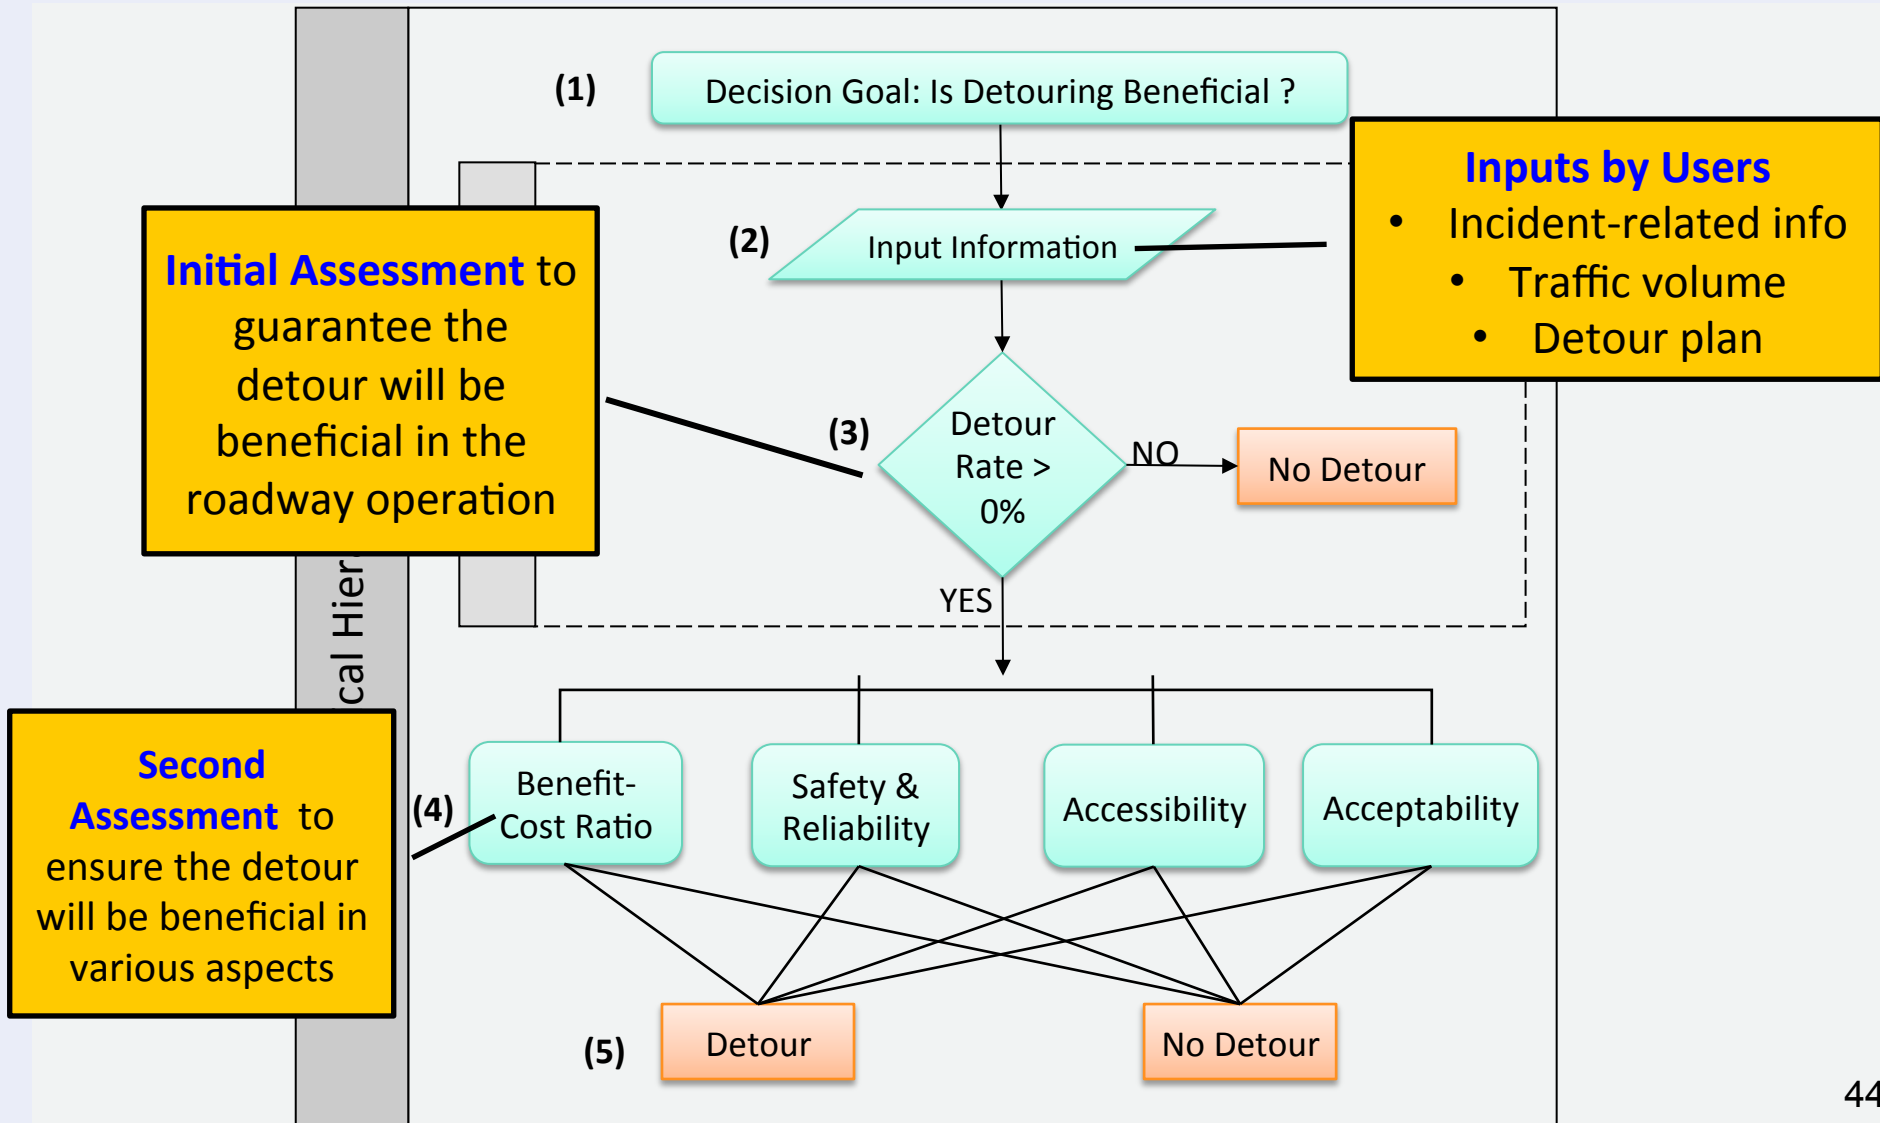 (1)
Decision Goal: Is Detouring Beneficial ?
Inputs by Users
• Incident-related info
• Traffic volume
• Detour plan
(2)
Input Information
Initial Assessment to
guarantee the
detour will be
beneficial in the
roadway operation
(3)
Detour
Rate >
0%
NO
No Detour
YES
cal Hier
Second
Assessment to
ensure the detour
will be beneficial in
various aspects
(4)
Benefit-
Cost Ratio
Safety &
Reliability
Accessibility
Acceptability
(5)
Detour
No Detour
44